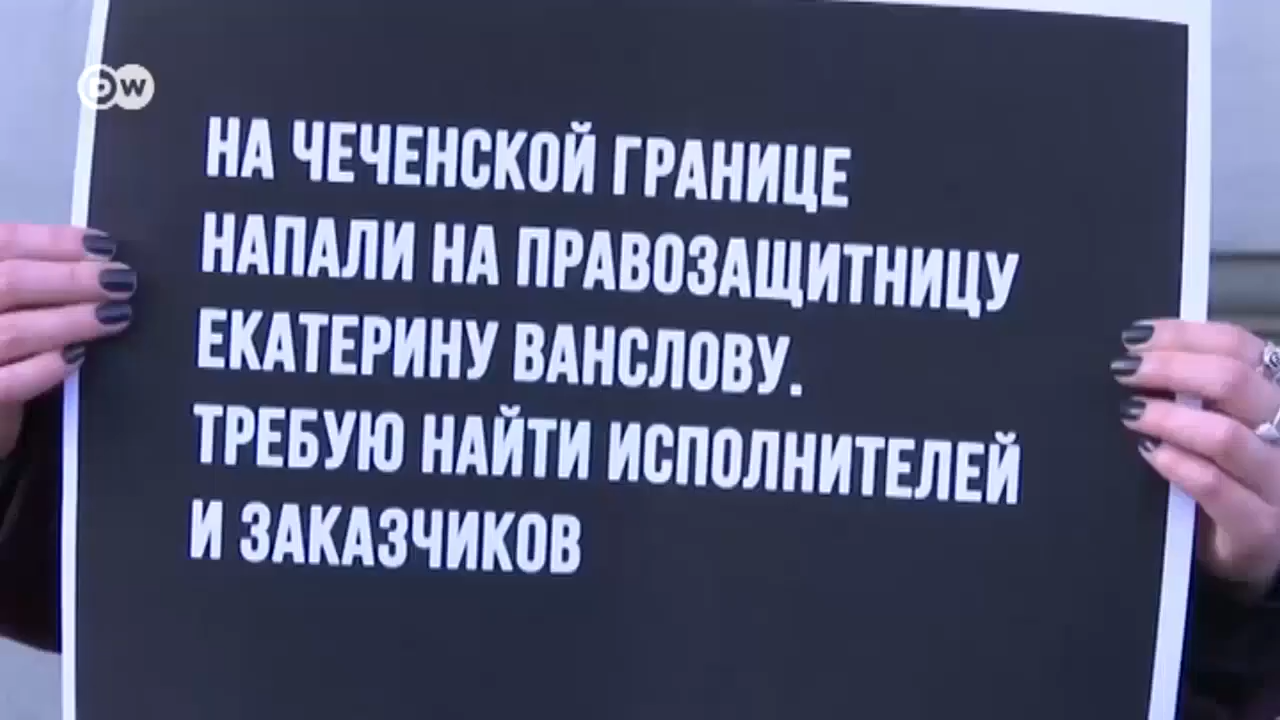 DW
НА ЧЕЧЕНСКОЙ ГРАНИЦЕ
НАПАЛИ НА ПРАВОЗАЩИТНИЦУ
ЕКАТЕРИНУ ВАНСЛОВУ.
ТРЕБУЮ НАЙТИ ИСПОЛНИТЕЛЕЙ
И ЗАКАЗЧИКОВ